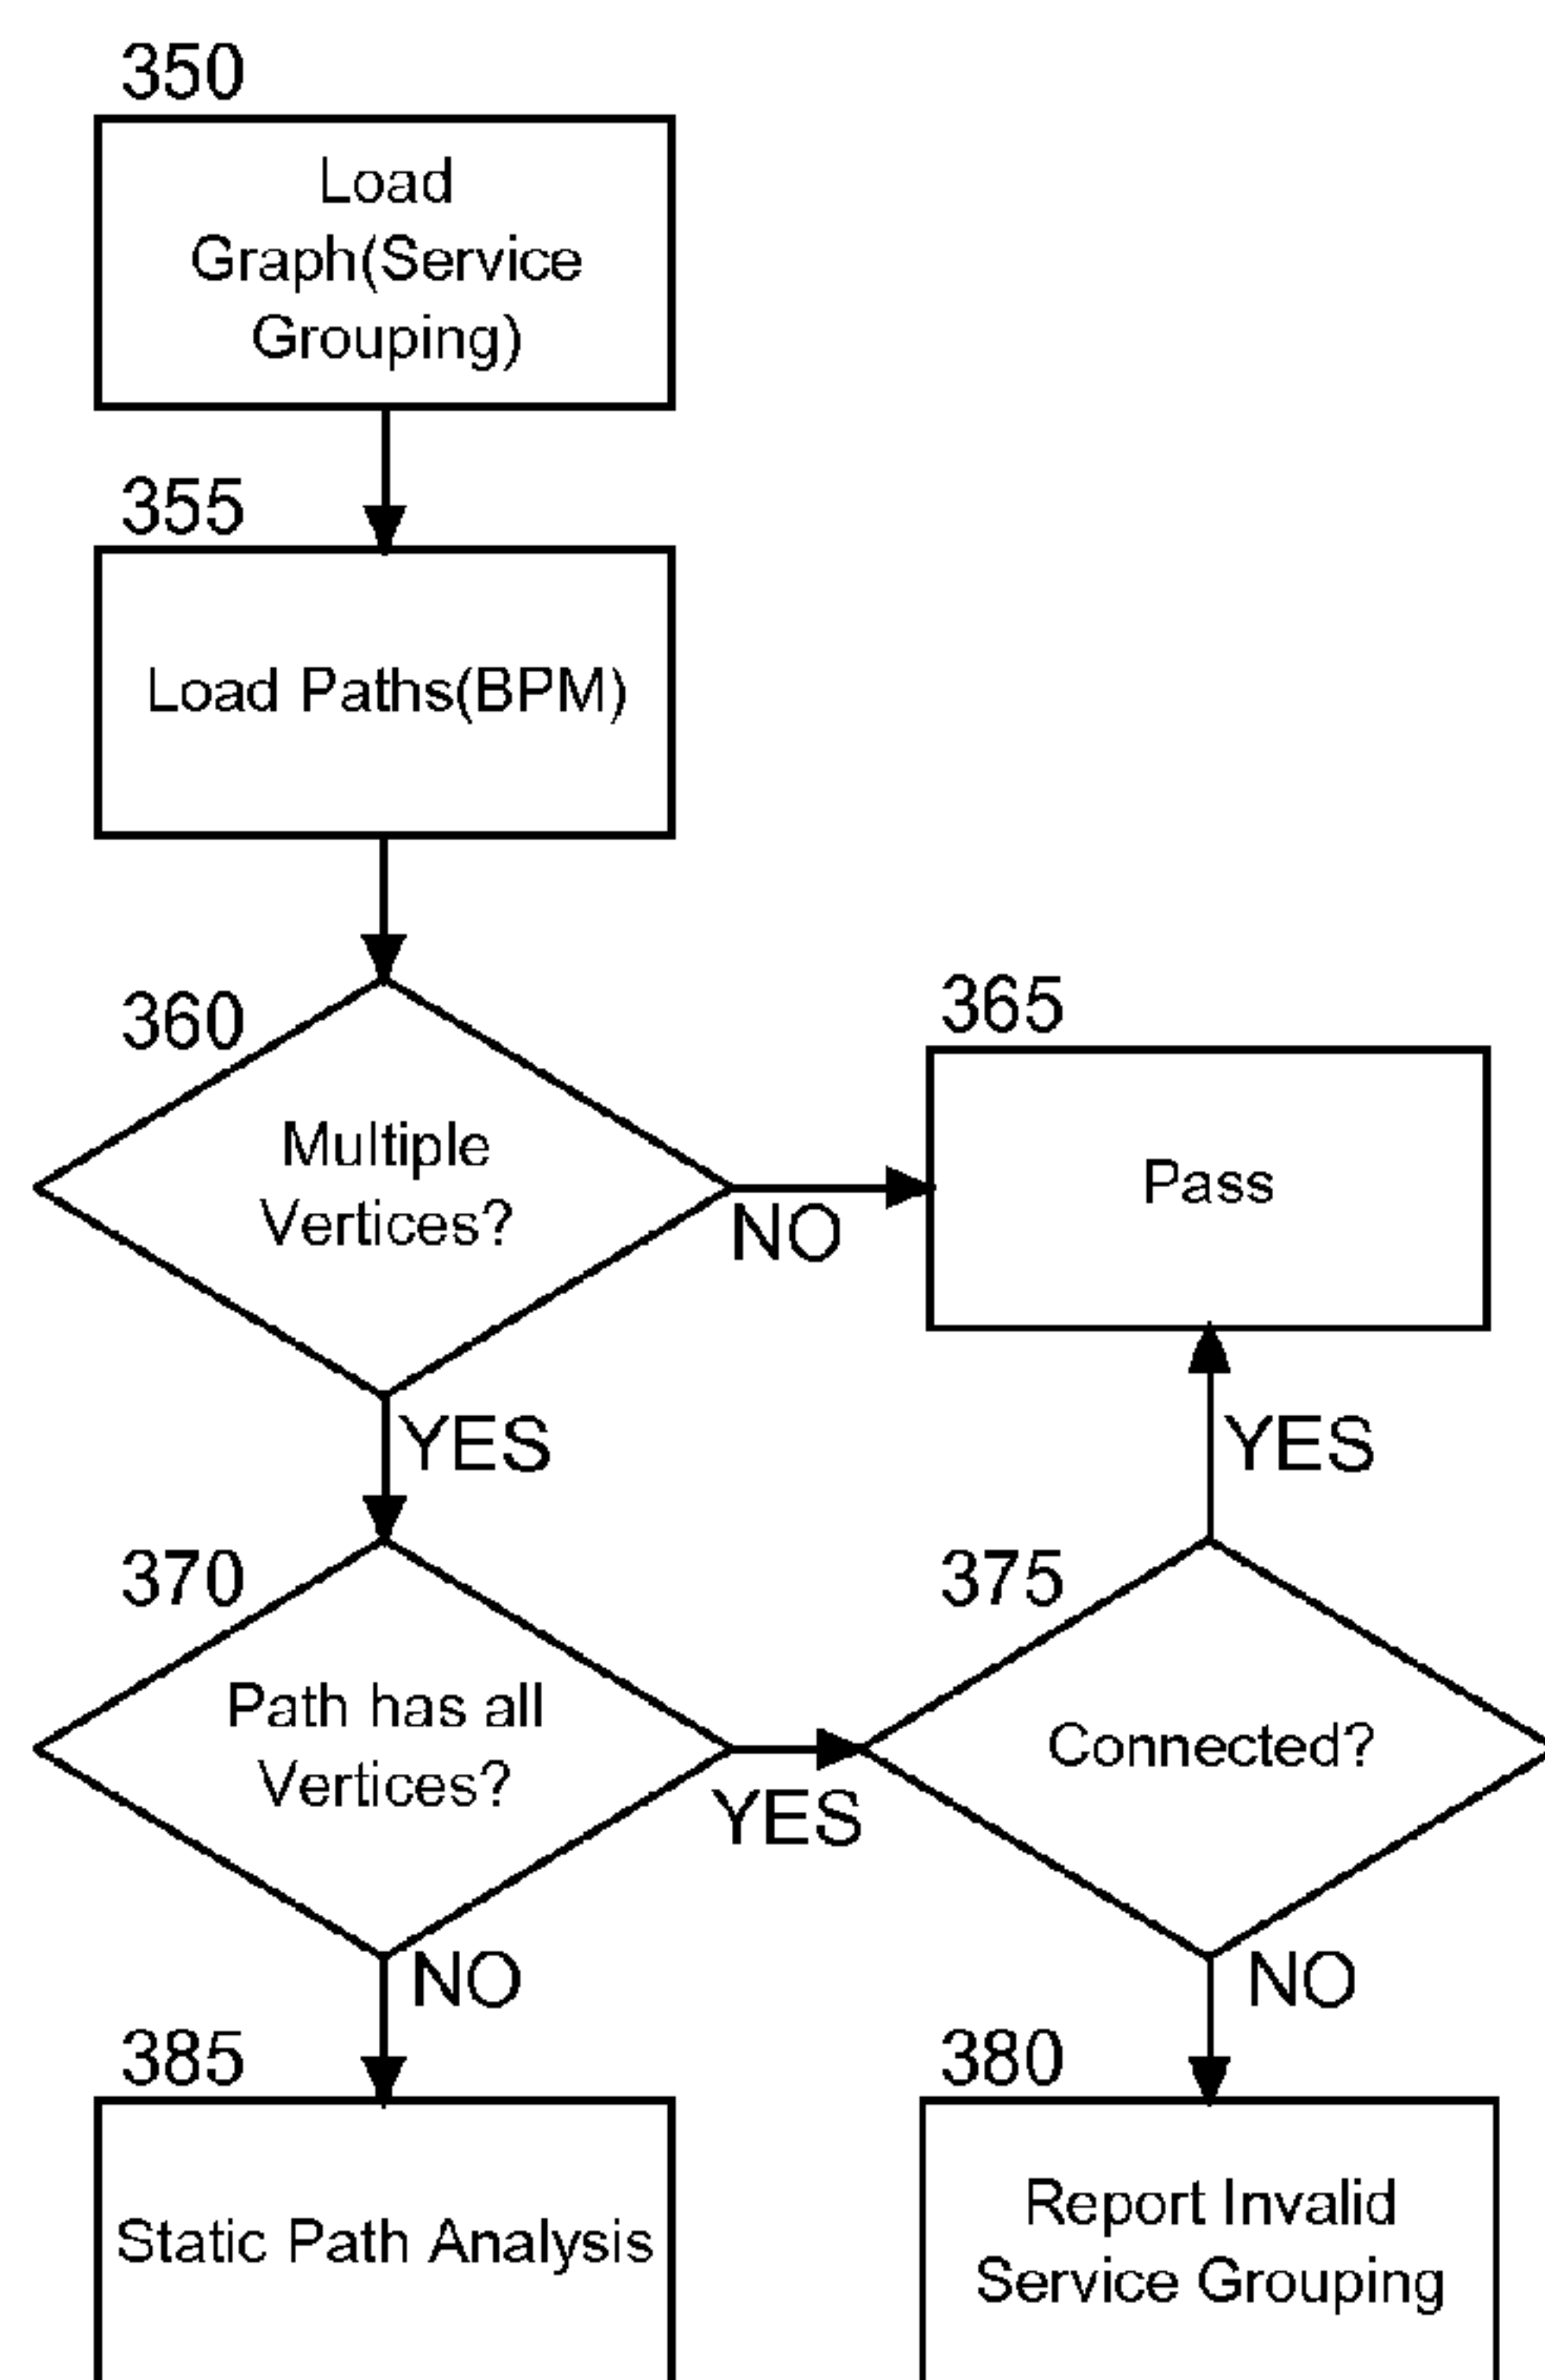 350
Load
Graph(Service
Grouping)
355
Load Paths(BPM)
360
Multiple
Vertices?
NO
365
Pass
YES
YES
370
Path has all
Vertices?
YES
375
Connected?
NO
NO
385
Static Path Analysis
380
Report Invalid
Service Grouping